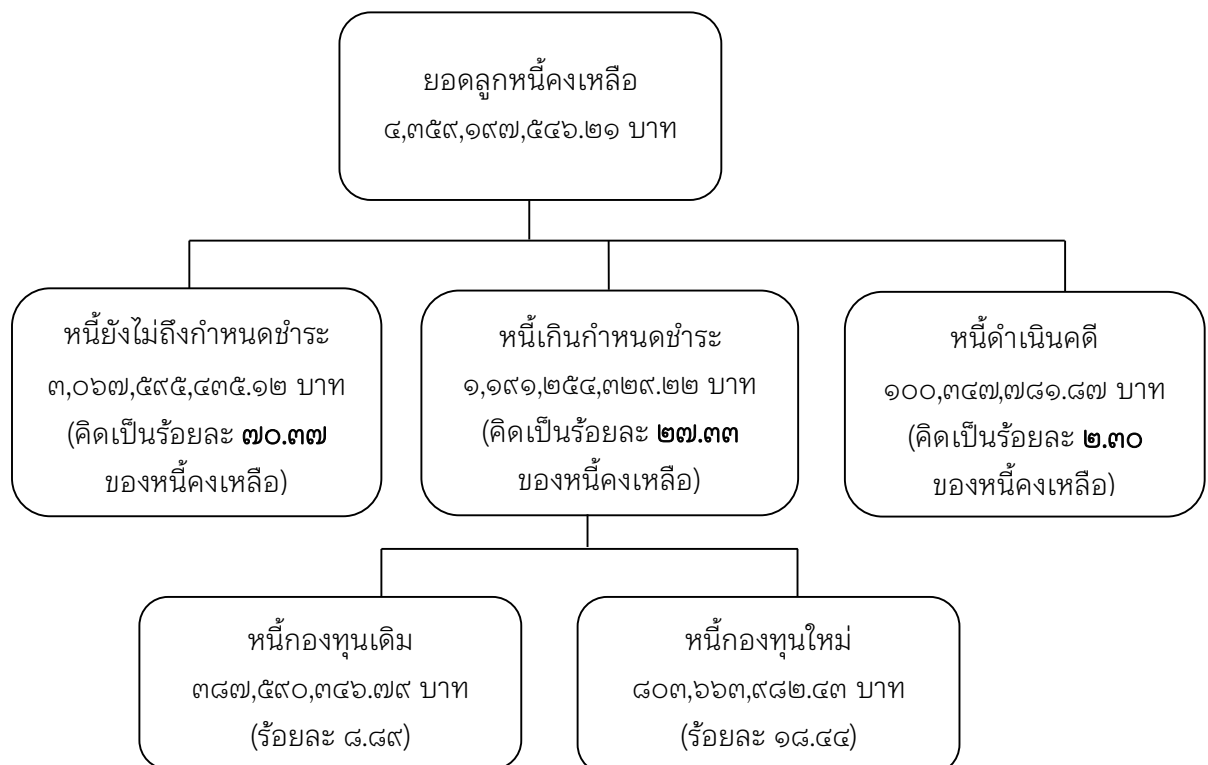 ยอดลูกหนี้คงเหลือ
๔,๓๕๙,๑๙๗,๕๔๖.๒๑ บาท
หนี้ยังไม่ถึงกำหนดชำระ
๓,๐๖๗,๕๙๕,๔๓๕.๑๒ บาท
(คิดเป็นร้อยละ ๗๐.๓๗
ของหนี้คงเหลือ)
หนี้เกินกำหนดชำระ
๑,๑๙๑,๒๕๔,๓๒๙.๒๒ บาท
(คิดเป็นร้อยละ ๒๗.๓๓
ของหนี้คงเหลือ)
หนี้ดำเนินคดี
๑๐๐,๓๔๗,๗๘๑.๘๗ บาท
(คิดเป็นร้อยละ ๒.๓๐
ของหนี้คงเหลือ)
หนี้กองทุนเดิม
๓๘๗,๕๙๐,๓๔๖.๗๙ บาท
(ร้อยละ ๘.๘๙)
หนี้กองทุนใหม่
๘๐๓,๖๖๓,๙๘๒.๔๓ บาท
(ร้อยละ ๑๘.๔๔)